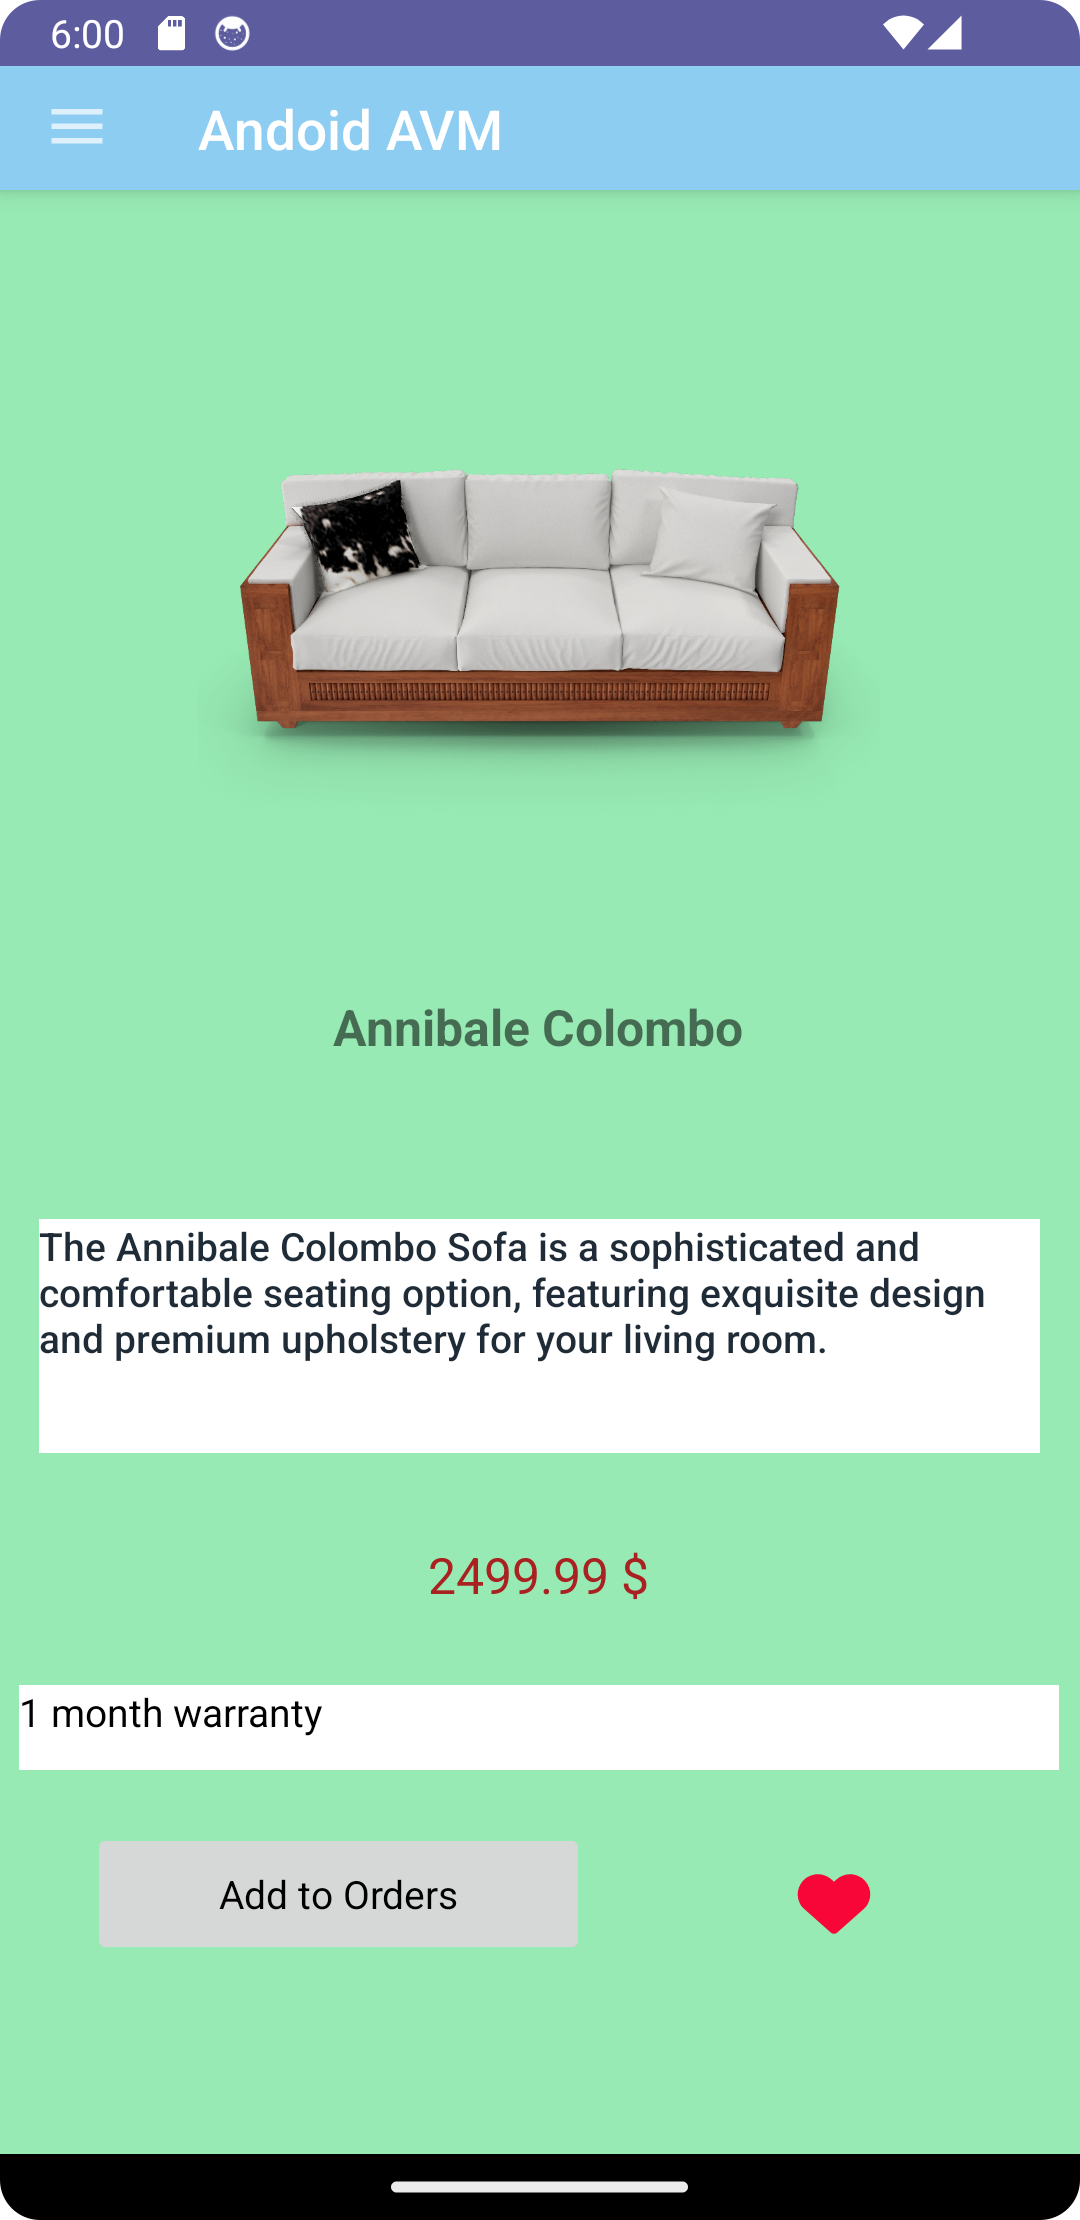 6:00
Andoid AVM
Annibale Colombo
The Annibale Colombo Sofa is a sophisticated and
comfortable seating option, featuring exquisite design
and premium upholstery for your living room.
2499.99 $
1 month warranty
Add to Orders